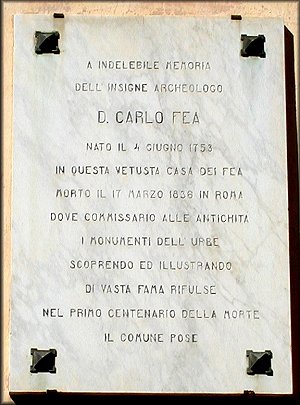 A INDELEBILE MEMORIA
DELL'INSIGNE ARCHEOLOGO
D. CARLO FEA
NATO IL 4 GIUGNO 1753
IN QUESTA VETUSTA CASA DEI FEA
MORTO IL 17 MARZO 1836 IN ROMA
DOVE COMMISSARIO ALLE ANTICHITA
I MONUMENTI DELL'URBE
SCOPRENDO ED ILLUSTRANDO
DI VASTA FAMA RIFULSE
NEL PRIMO CENTENARIO DELLA MORTE
IL COMUNE POSE